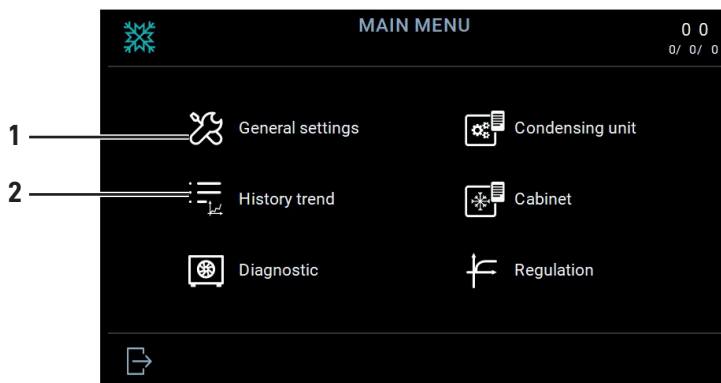 MAIN MENU
0 0
0/ 0/ 0
1
General settings
Condensing unit
2
History trend
Cabinet
Diagnostic
Regulation